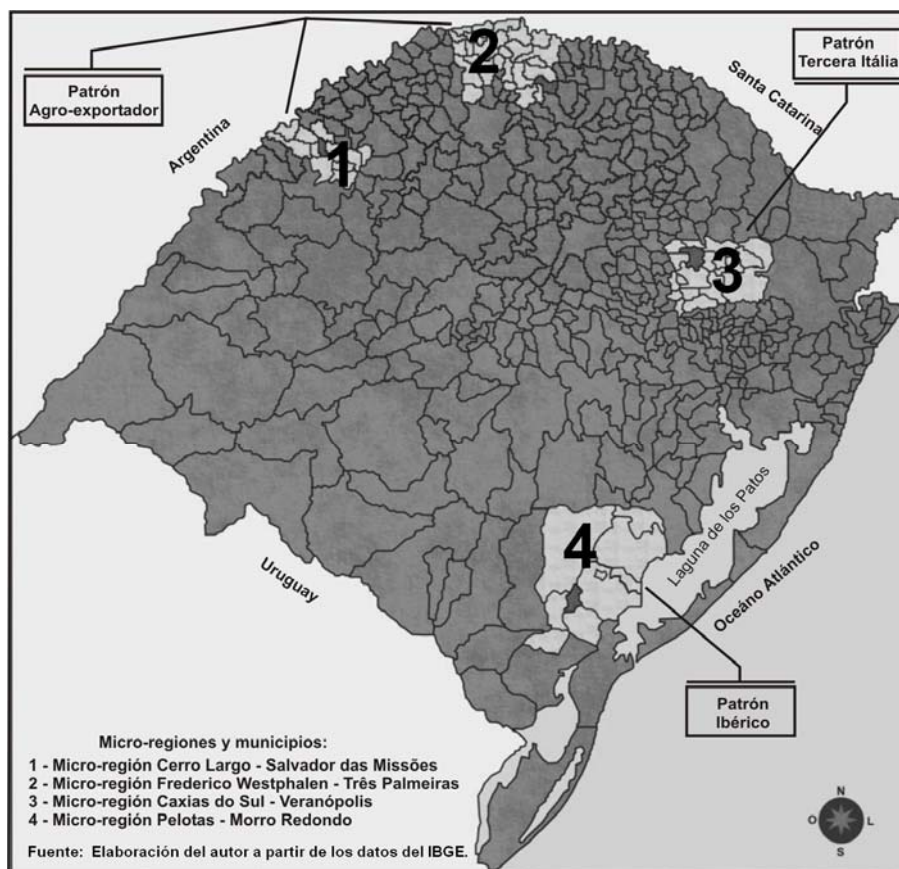 2
Patrón
Tercera Itália
Patrón
Agro-exportador
Santa Catarina
Argentina
1
3
Laguna de los Patos
4
Uruguay
Océano Atlántico
Patrón
Ibérico
Micro-regiones y municipios:
1 - Micro-región Cerro Largo - Salvador das Missões
2 - Micro-región Frederico Westphalen - Três Palmeiras
3 - Micro-región Caxias do Sul - Veranópolis
4 - Micro-región Pelotas - Morro Redondo
Fuente: Elaboración del autor a partir de los datos del IBGE.
N
O L
S